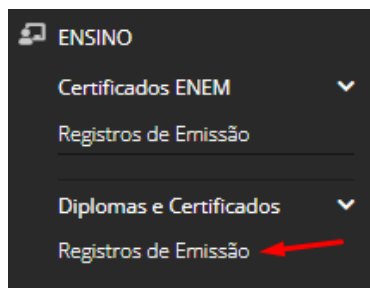 ENSINO
Certificados ENEM
Registros de Emissão
Diplomas e Certificados
Registros de Emissão